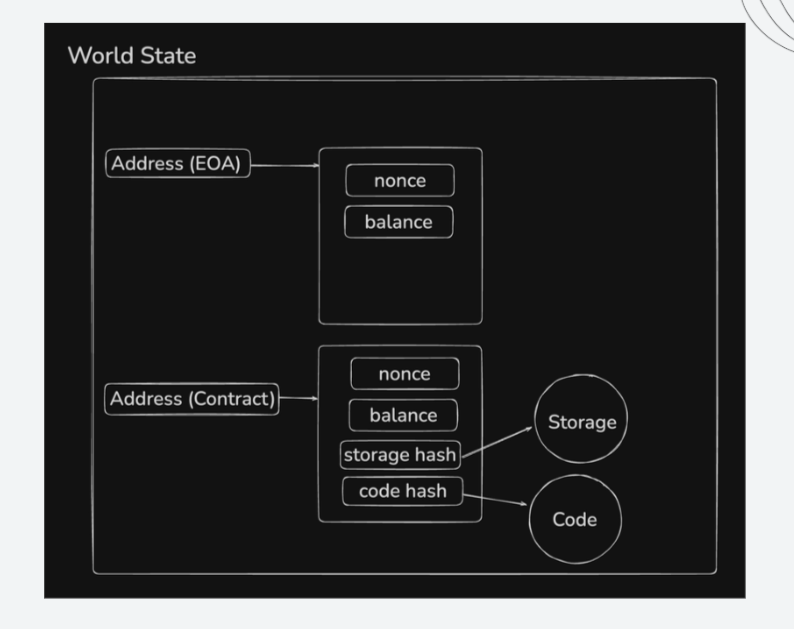 World State
Address (EOA)
nonce
balance
Address (Contract)
nonce
balance
storage hash
code hash
Storage
Code